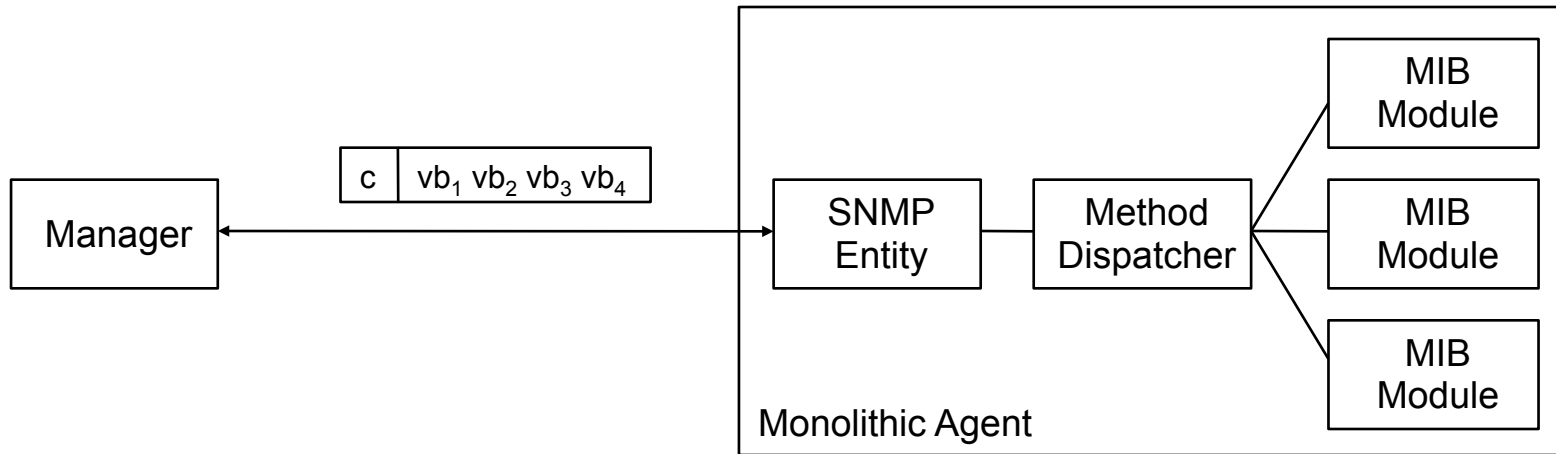 Manager
c vb₁ vb₂ vb₃ vb₄
SNMP
Entity
Method
Dispatcher
MIB
Module
MIB
Module
MIB
Module
Monolithic Agent